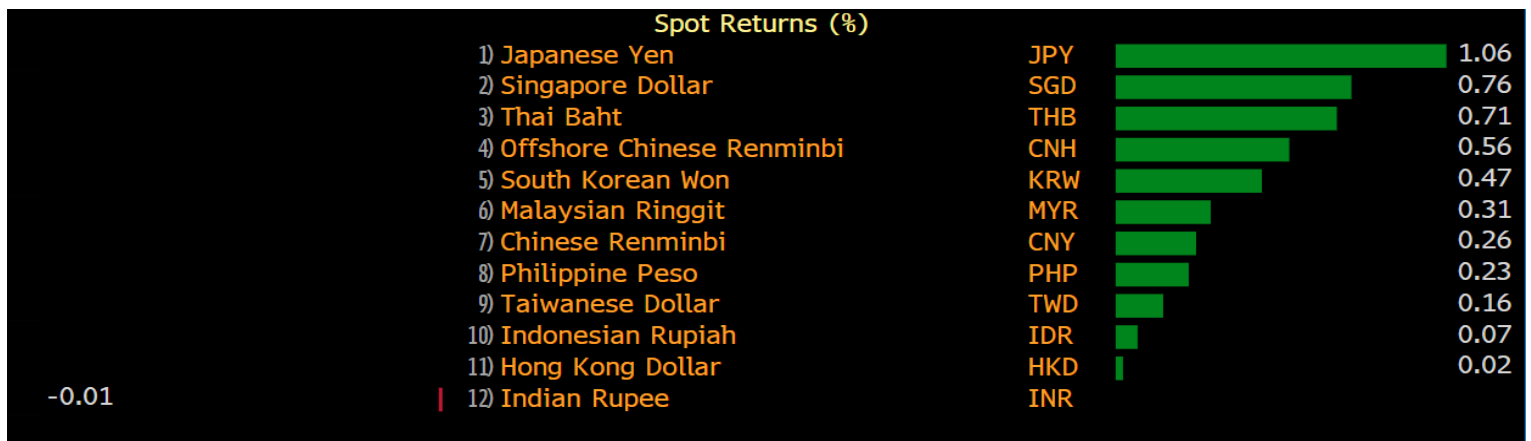 Spot Returns (%)
1) Japanese Yen JPY 1.06
2) Singapore Dollar SGD 0.76
3) Thai Baht THB 0.71
4) Offshore Chinese Renminbi CNH 0.56
5) South Korean Won KRW 0.47
6) Malaysian Ringgit MYR 0.31
7) Chinese Renminbi CNY 0.26
8) Philippine Peso PHP 0.23
9) Taiwanese Dollar TWD 0.16
10) Indonesian Rupiah IDR 0.07
11) Hong Kong Dollar HKD 0.02
-0.01 12) Indian Rupee INR